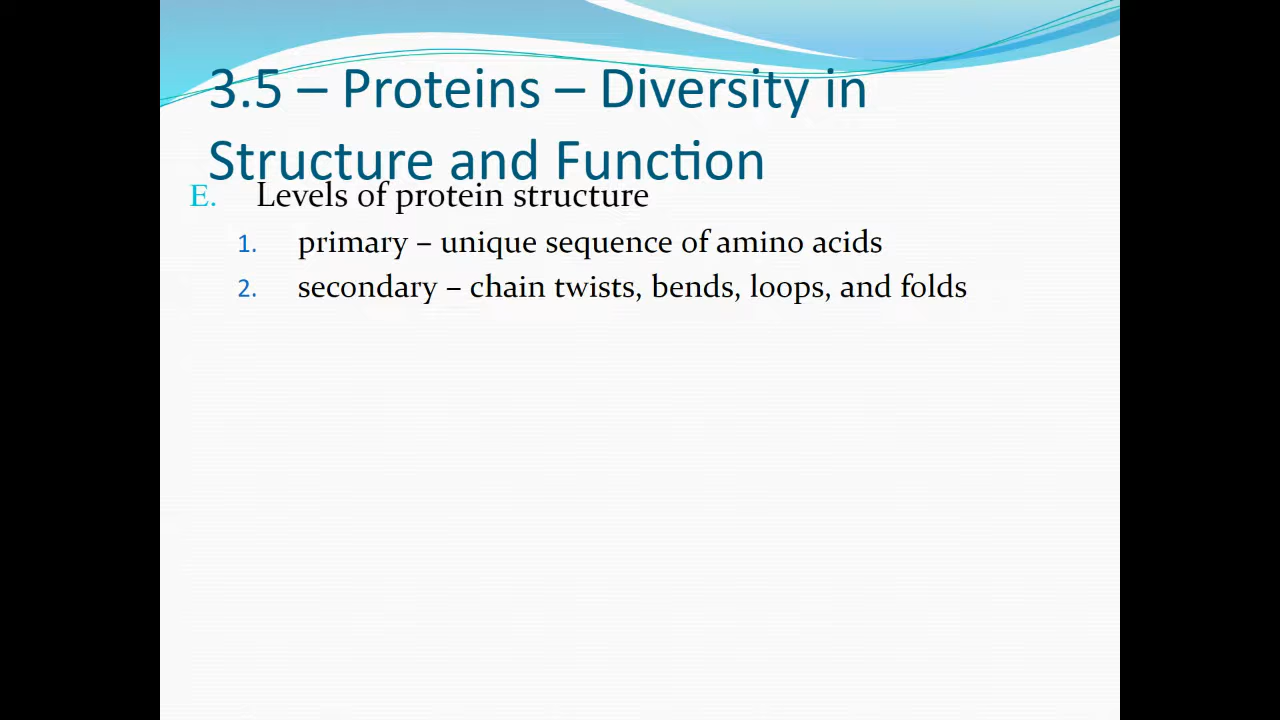 3.5 – Proteins – Diversity in
Structure and Function
E. Levels of protein structure
1. primary – unique sequence of amino acids
2. secondary – chain twists, bends, loops, and folds